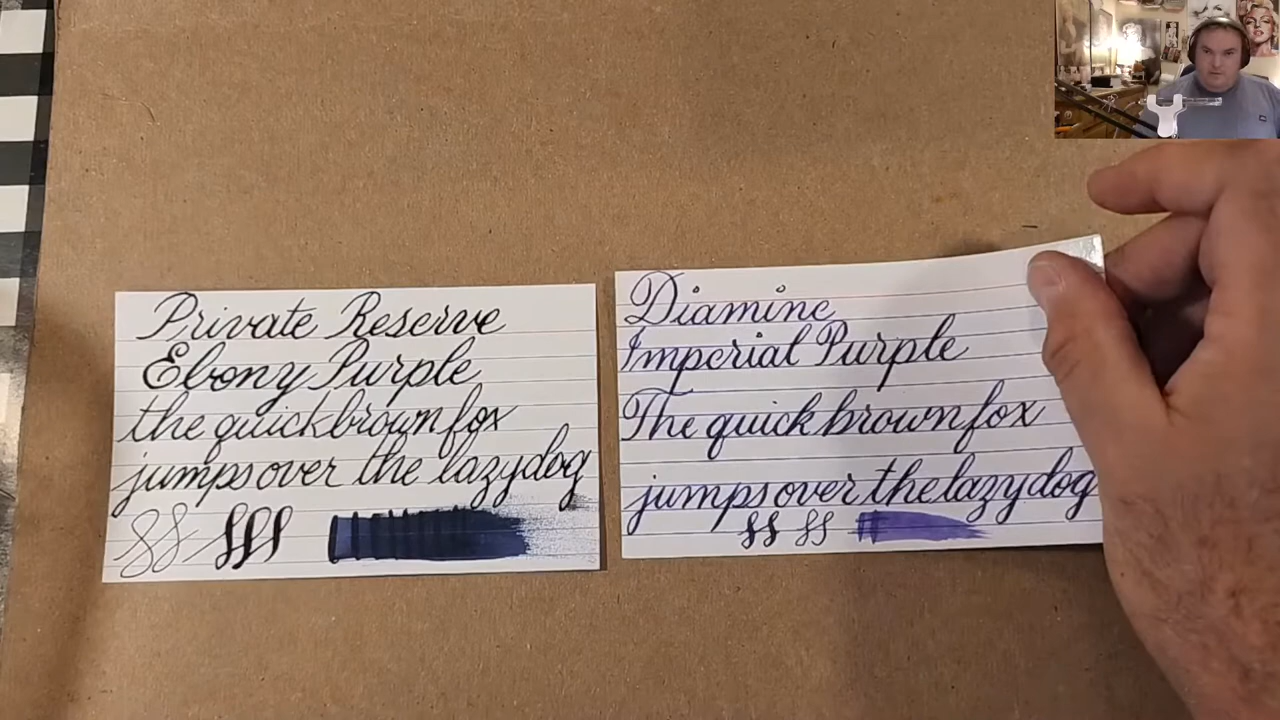 Private Reserve
Ebony Purple
the quick brown fox
jumps over the lazy dog
Diamine
Imperial Purple
The quick brown fox
jumps over the lazy dog